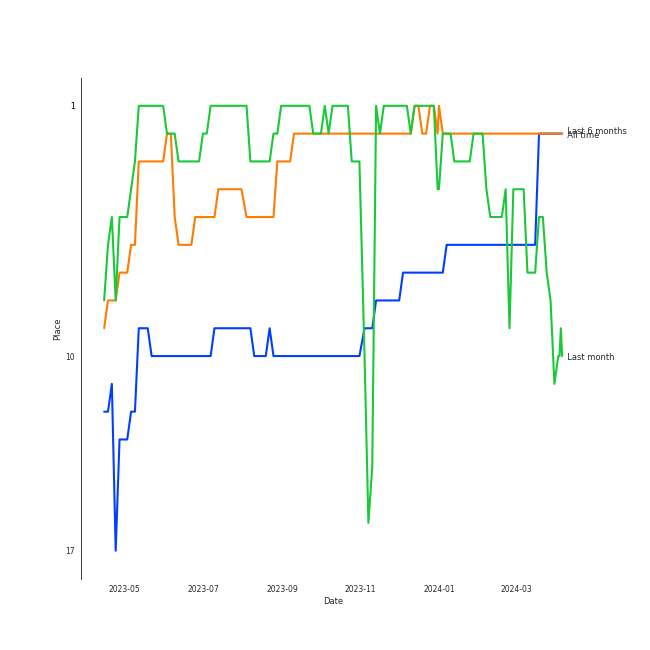 1
Last 6 months
All time
Place
10
Last month
17
2023-05
2023-07
2023-09
2023-11
2024-01
2024-03
Date